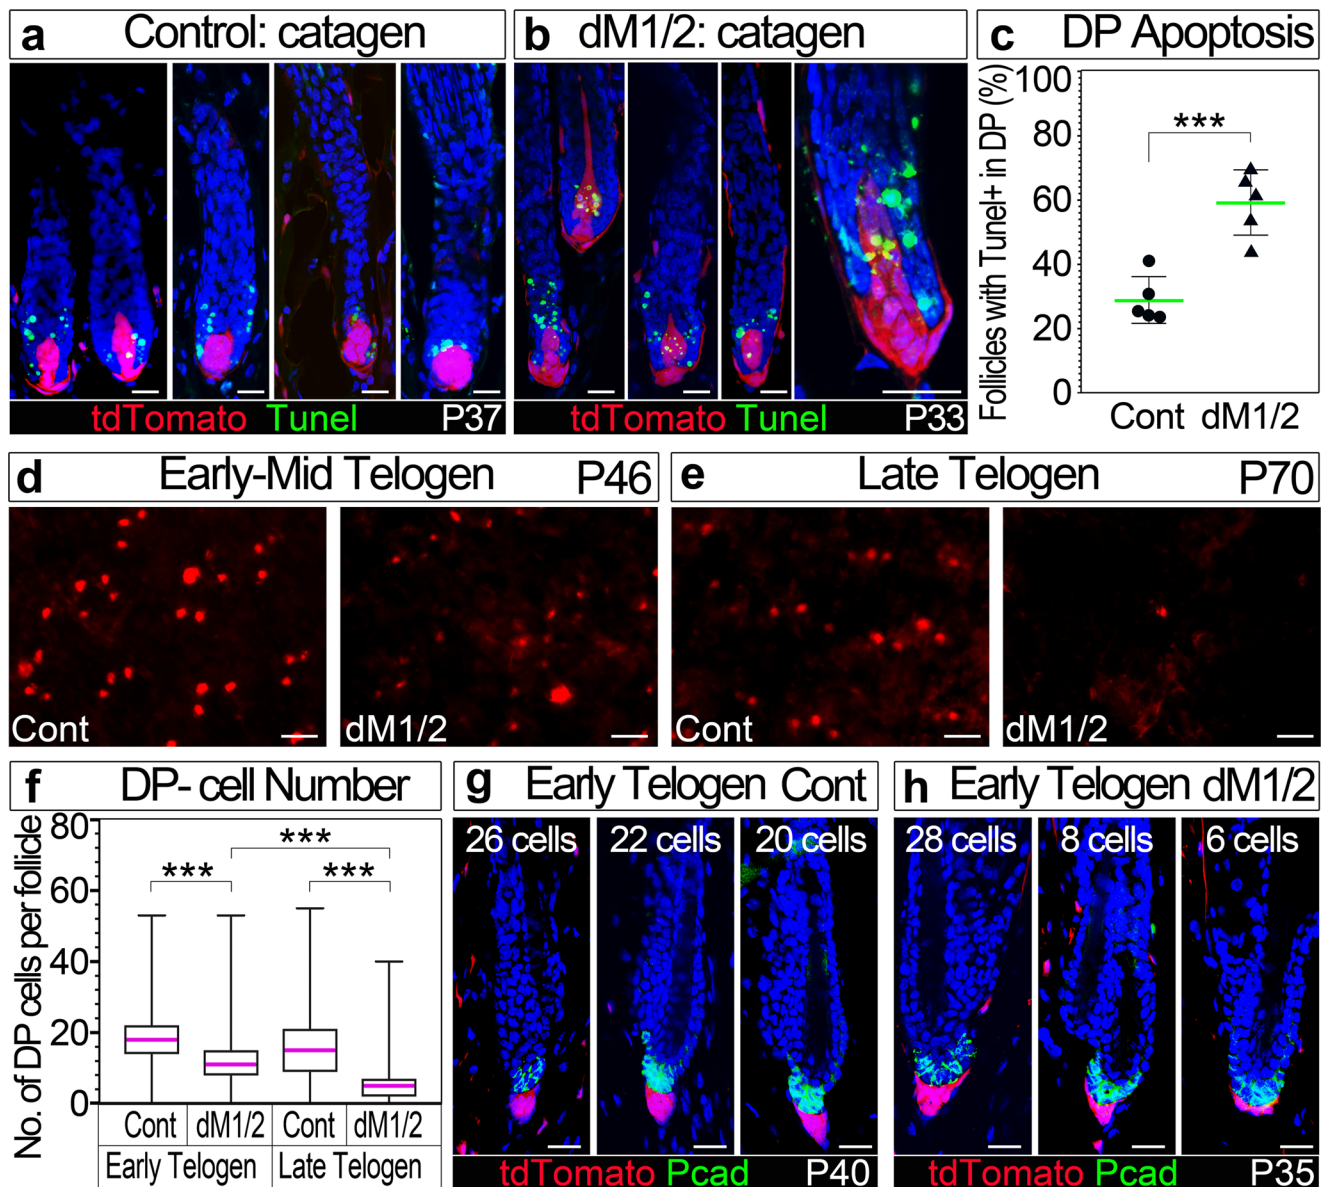 a Control: catagen
b dM1/2: catagen
c DP Apoptosis
tdTomato Tunel P37
tdTomato Tunel P33
Follicles with Tunel+ in DP (%)
100
80
60
40
20
0
***
Cont dM1/2
d Early-Mid Telogen P46
e Late Telogen P70
Cont
dM1/2
Cont
dM1/2
f DP- cell Number
No. of DP cells per follicle
80
60
40
20
0
***
***
***
Cont dM1/2 Cont dM1/2
Early Telogen Late Telogen
g Early Telogen Cont
26 cells 22 cells 20 cells
tdTomato Pcad P40
h Early Telogen dM1/2
28 cells 8 cells 6 cells
tdTomato Pcad P35